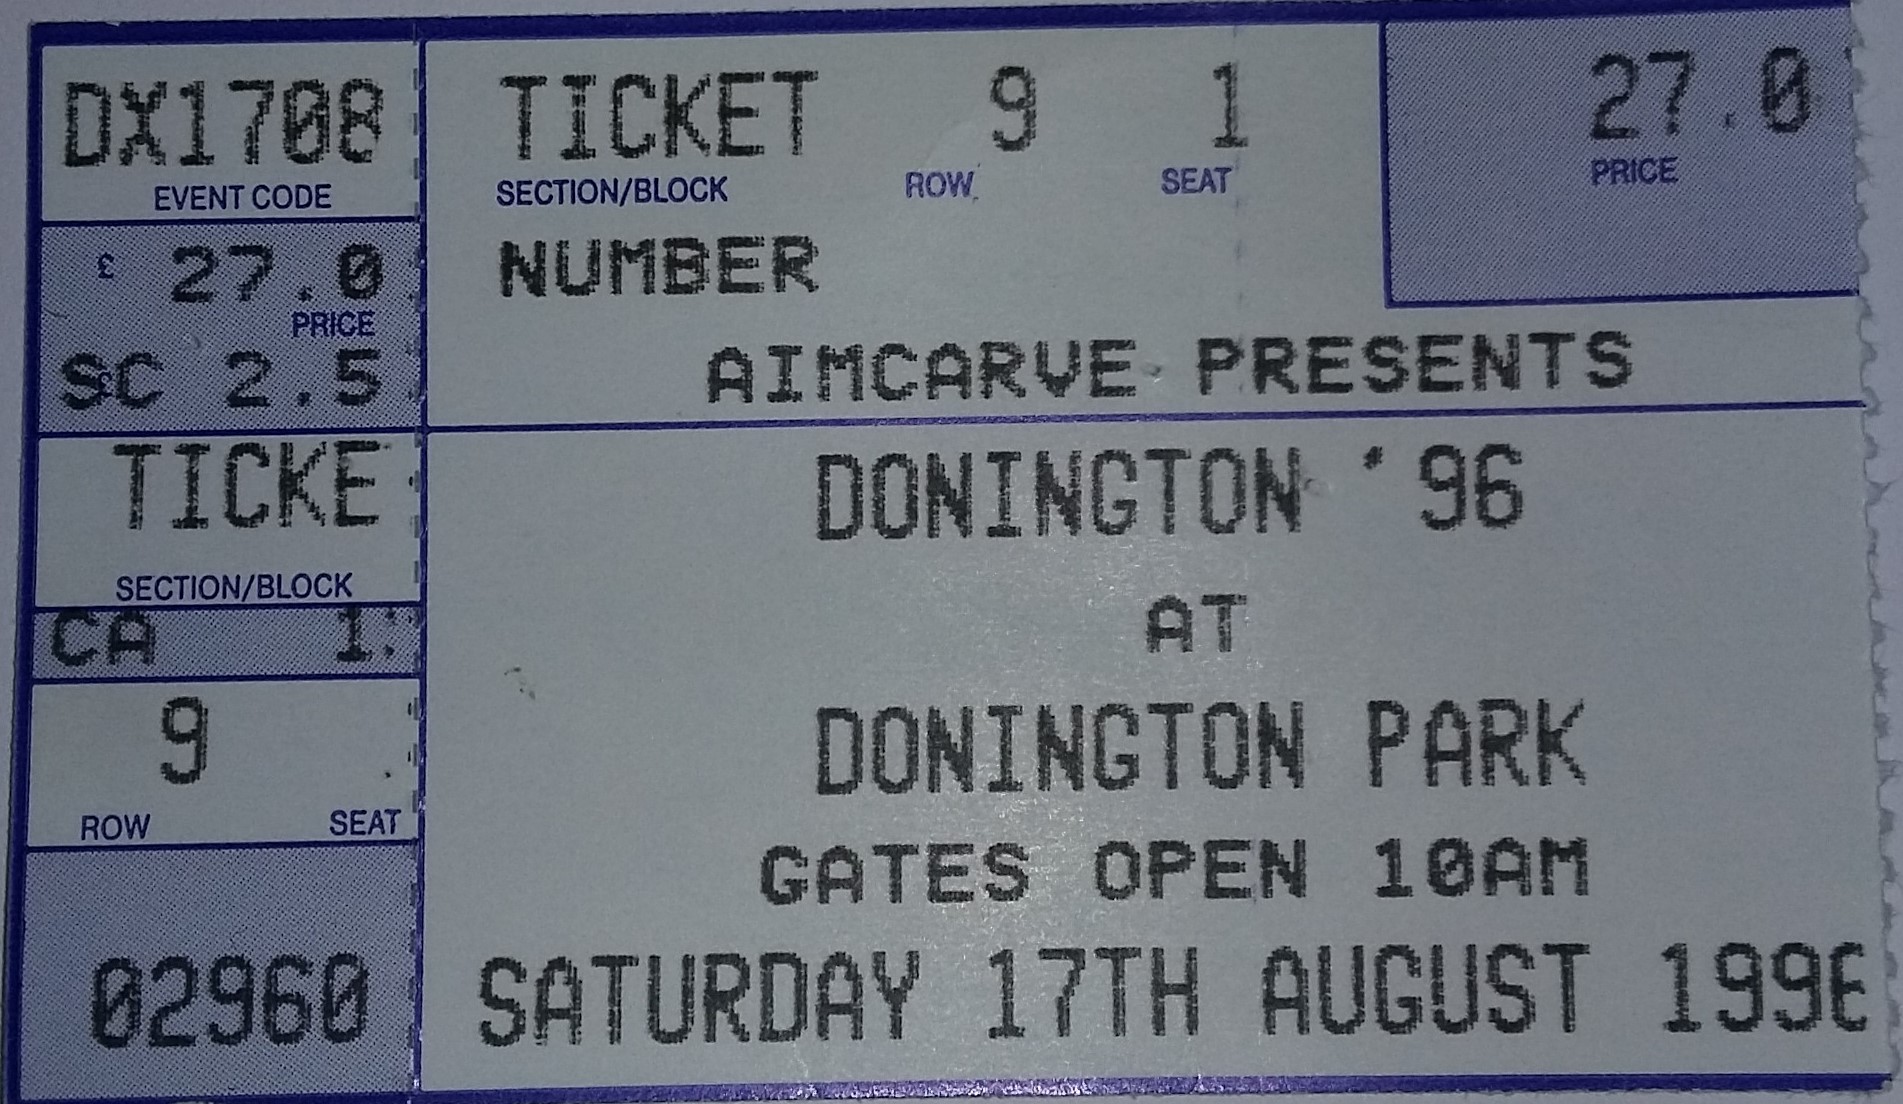 DX1708
EVENT CODE
£ 27.0
PRICE
SC £ 2.5
TICKE
SECTION/BLOCK
CA 1
9
ROW SEAT
02960
TICKET 9 1
SECTION/BLOCK ROW SEAT
NUMBER
27.0
PRICE
AIMCARVE PRESENTS
DONINGTON '96
AT
DONINGTON PARK
GATES OPEN 10AM
SATURDAY 17TH AUGUST 1996